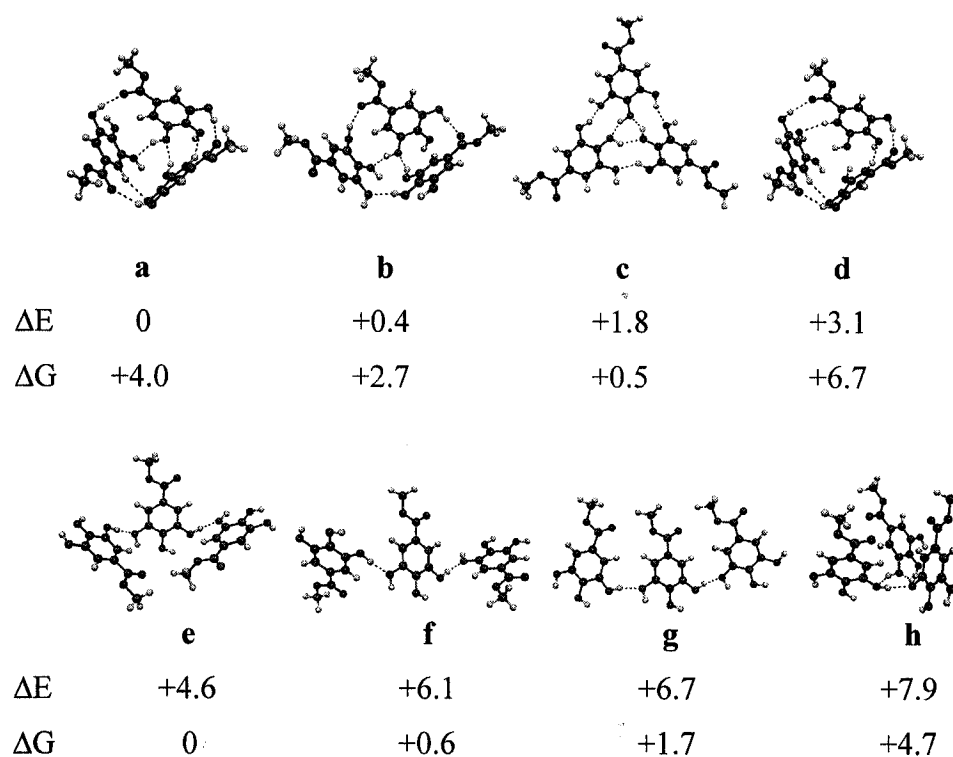 a b c d
ΔE 0 +0.4 +1.8 +3.1
ΔG +4.0 +2.7 +0.5 +6.7
e f g h
ΔE +4.6 +6.1 +6.7 +7.9
ΔG 0 +0.6 +1.7 +4.7